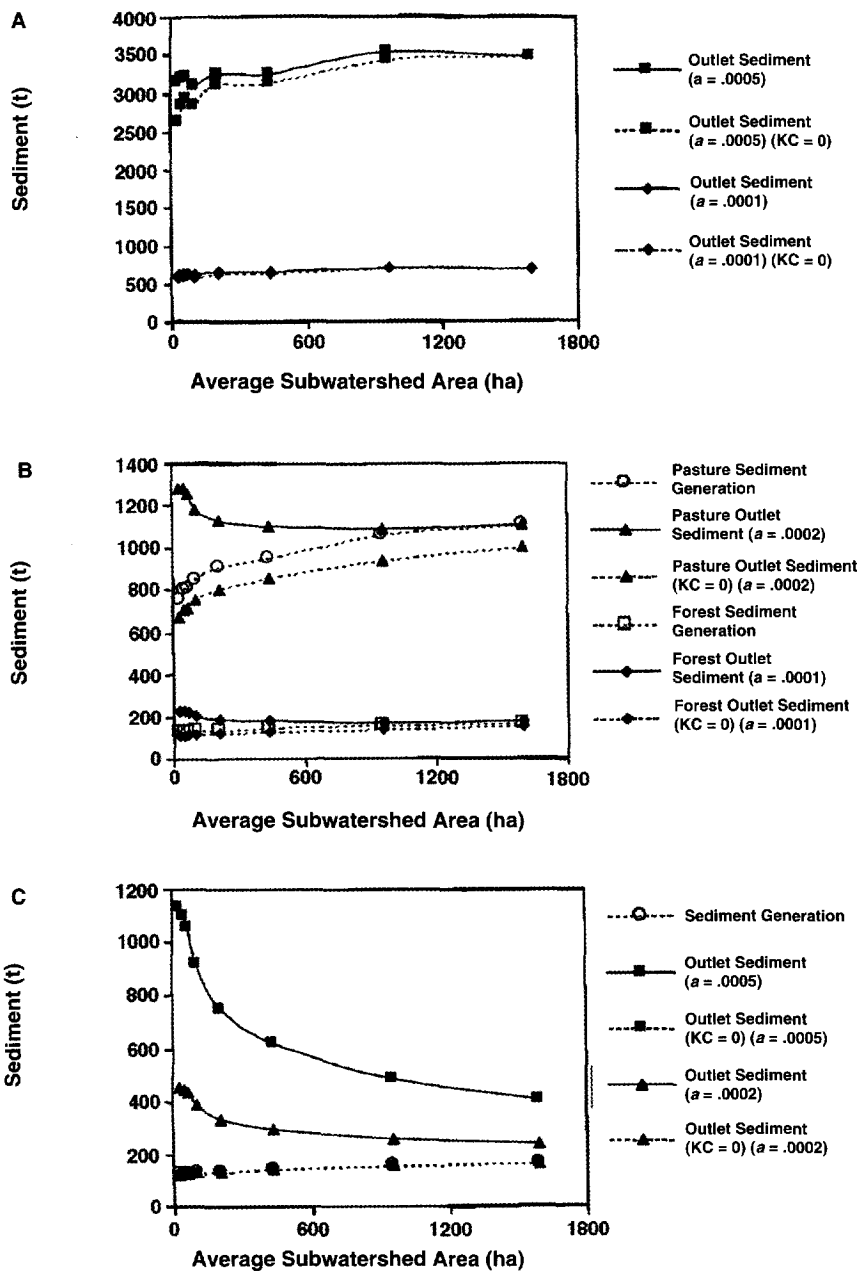 A
4000
3500
3000
2500
2000
1500
1000
500
0
Sediment (t)
0 600 1200 1800
Average Subwatershed Area (ha)
Outlet Sediment
(a = .0005)
Outlet Sediment
(a = .0005) (KC = 0)
Outlet Sediment
(a = .0001)
Outlet Sediment
(a = .0001) (KC = 0)
B
1400
1200
1000
800
600
400
200
0
Sediment (t)
0 600 1200 1800
Average Subwatershed Area (ha)
Pasture Sediment
Generation
Pasture Outlet
Sediment (a = .0002)
Pasture Outlet Sediment
(KC = 0) (a = .0002)
Forest Sediment
Generation
Forest Outlet
Sediment (a = .0001)
Forest Outlet Sediment
(KC = 0) (a = .0001)
C
1200
1000
800
600
400
200
0
Sediment (t)
0 600 1200 1800
Average Subwatershed Area (ha)
Sediment Generation
Outlet Sediment
(a = .0005)
Outlet Sediment
(KC = 0) (a = .0005)
Outlet Sediment
(a = .0002)
Outlet Sediment
(KC = 0) (a = .0002)